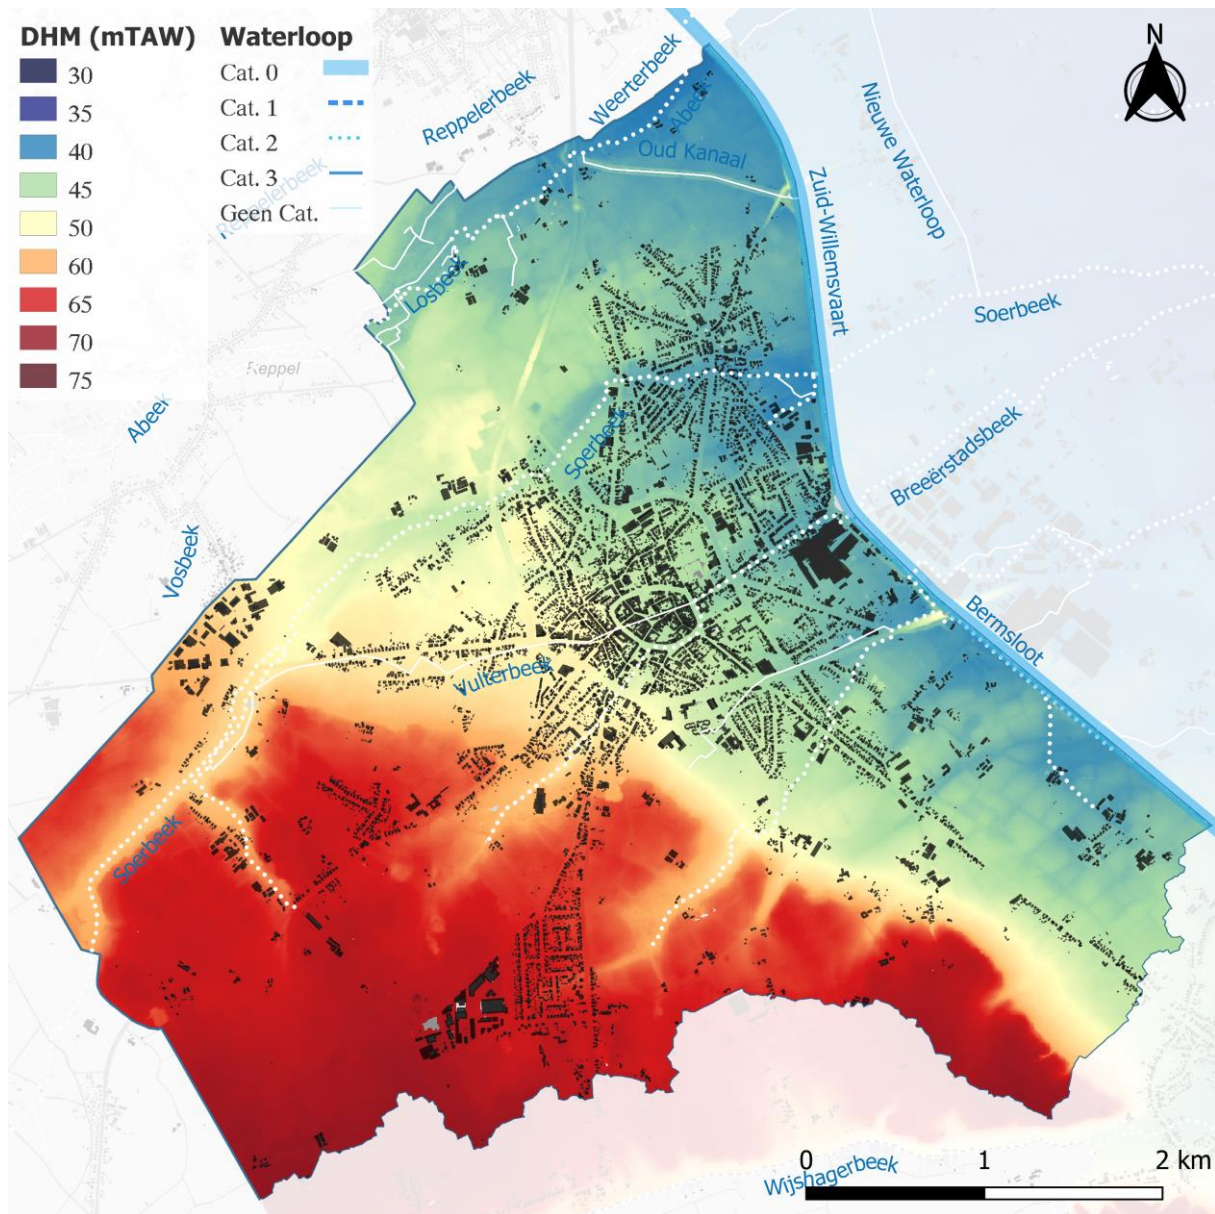 DHM (mTAW)
30
35
40
45
50
60
65
70
75
Waterloop
Cat. 0
Cat. 1
Cat. 2
Cat. 3
Geen Cat.
N
Reppelerbeek
Weerterbeek
Abeek
Oud Kanaal
Nieuwe Waterloop
Reppelerbeek
Zuid-Willemsvaart
Losbeek
Soerbeek
Reppel
Abeek
Soerbeek
Breeërstadsbeek
Vosbeek
Bermsloot
Vulterbeek
Soerbeek
Wijshagerbeek
0 1 2 km